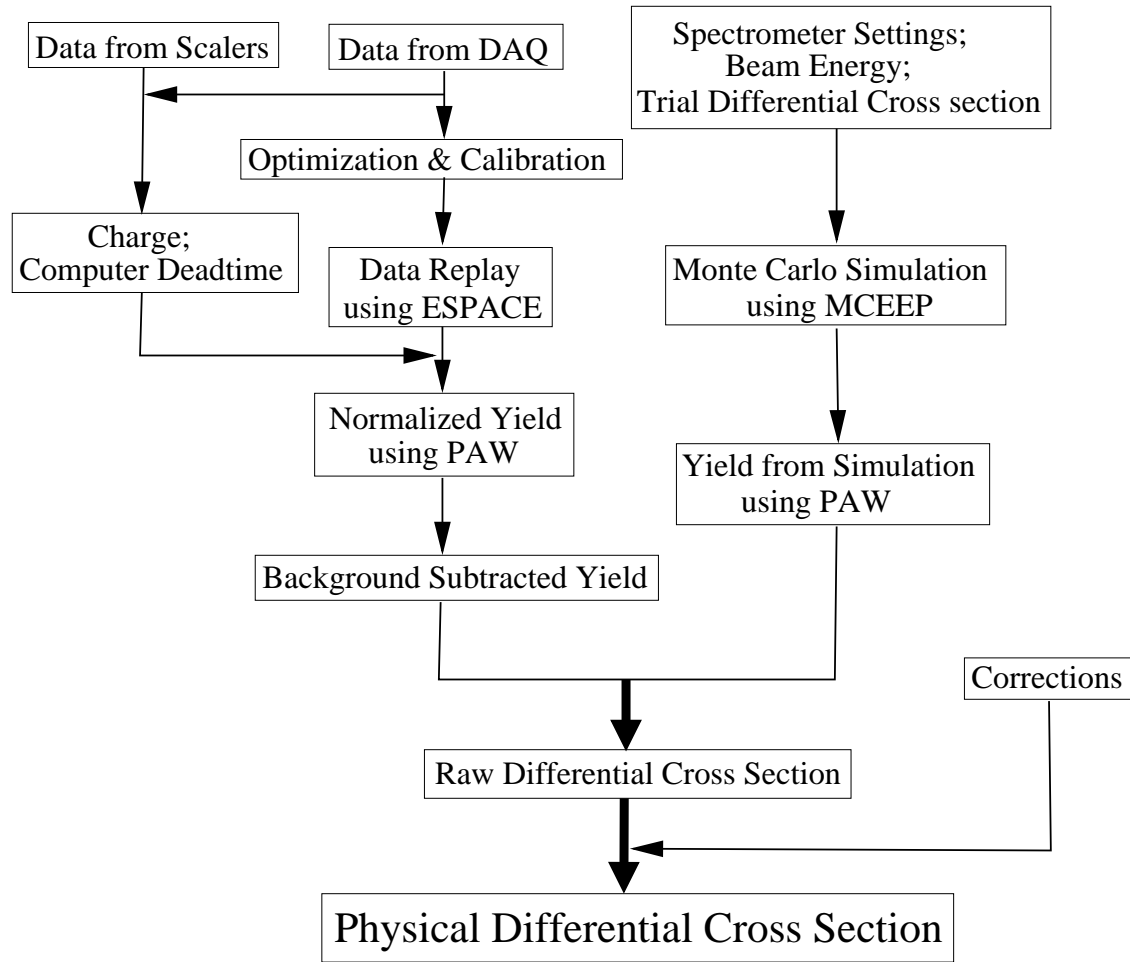 Data from Scalers
Data from DAQ
Spectrometer Settings;
Beam Energy;
Trial Differential Cross section
Optimization & Calibration
Charge;
Computer Deadtime
Data Replay
using ESPACE
Monte Carlo Simulation
using MCEEP
Normalized Yield
using PAW
Yield from Simulation
using PAW
Background Subtracted Yield
Corrections
Raw Differential Cross Section
Physical Differential Cross Section